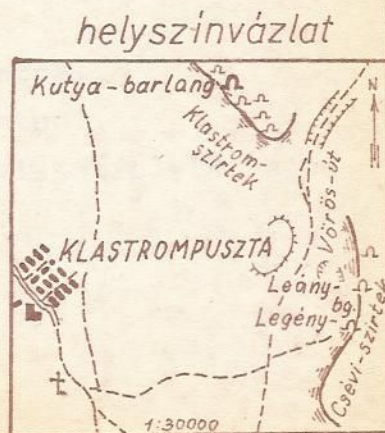 helyszínvázlat
Kutya-barlang
N
Klastrom-
szirtek
Vörös-út
KLASTROMPUSZTA
Leány-
bg.
Legény-
Csévi-szirtek
1:30000